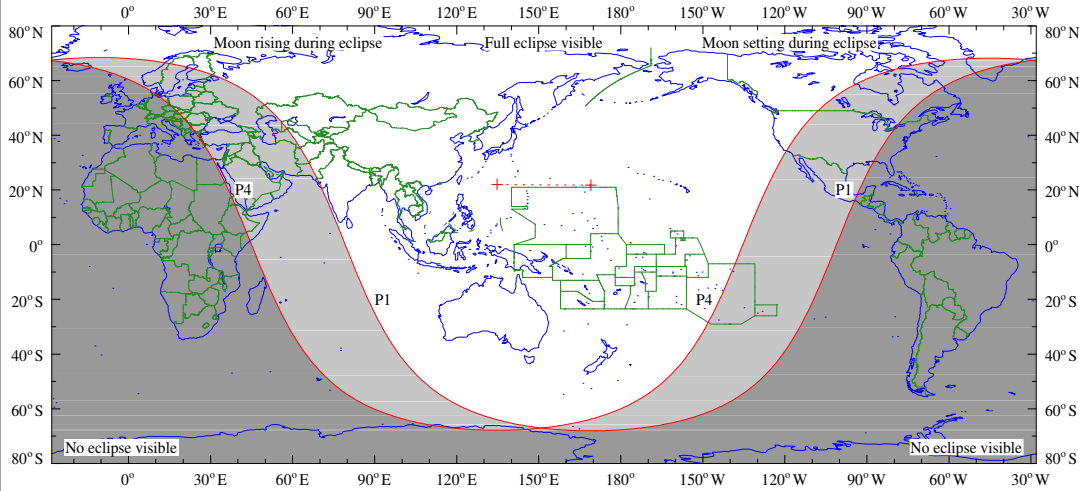 0° 30°E 60°E 90°E 120°E 150°E 180° 150°W 120°W 90°W 60°W 30°W
80°N 80°N
Moon rising during eclipse Full eclipse visible Moon setting during eclipse
60°N 60°N
40°N 40°N
20°N P4 P1 20°N
0° 0°
20°S P1 P4 20°S
40°S 40°S
60°S 60°S
No eclipse visible No eclipse visible
80°S 80°S
0° 30°E 60°E 90°E 120°E 150°E 180° 150°W 120°W 90°W 60°W 30°W